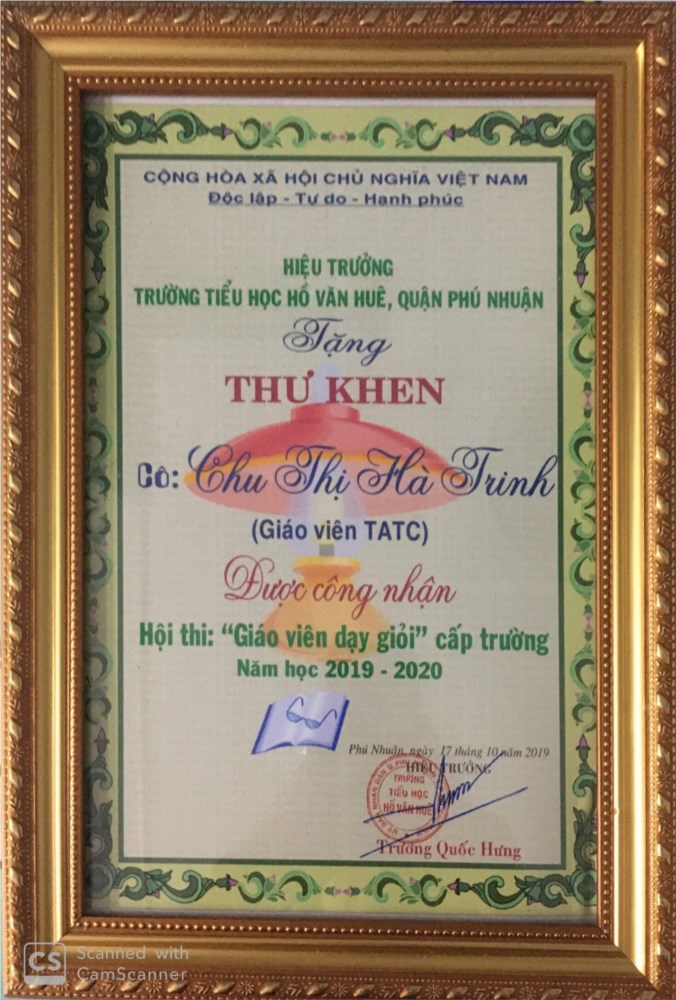 CỘNG HÒA XÃ HỘI CHỦ NGHĨA VIỆT NAM
Độc lập - Tự do - Hạnh phúc
HIỆU TRƯỞNG
TRƯỜNG TIỂU HỌC HỒ VĂN HUÊ, QUẬN PHÚ NHUẬN
Tặng
THƯ KHEN
Cô: Chu Thị Hà Trinh
(Giáo viên TATC)
Được công nhận
Hội thi: “Giáo viên dạy giỏi” cấp trường
Năm học 2019 - 2020
Phú Nhuận, ngày 17 tháng 10 năm 2019
HIỆU TRƯỞNG
TRƯỜNG
TIỂU HỌC
HỒ VĂN HUÊ
Trương Quốc Hưng
CS Scanned with
CamScanner